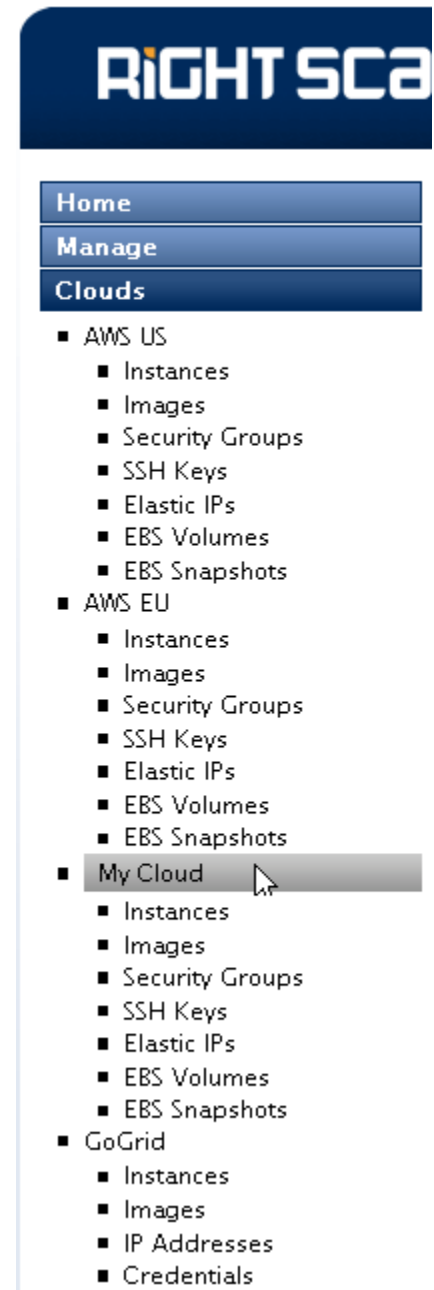 RiGHT SCa
Home
Manage
Clouds
AWS US
Instances
Images
Security Groups
SSH Keys
Elastic IPs
EBS Volumes
EBS Snapshots
AWS EU
Instances
Images
Security Groups
SSH Keys
Elastic IPs
EBS Volumes
EBS Snapshots
My Cloud
Instances
Images
Security Groups
SSH Keys
Elastic IPs
EBS Volumes
EBS Snapshots
GoGrid
Instances
Images
IP Addresses
Credentials